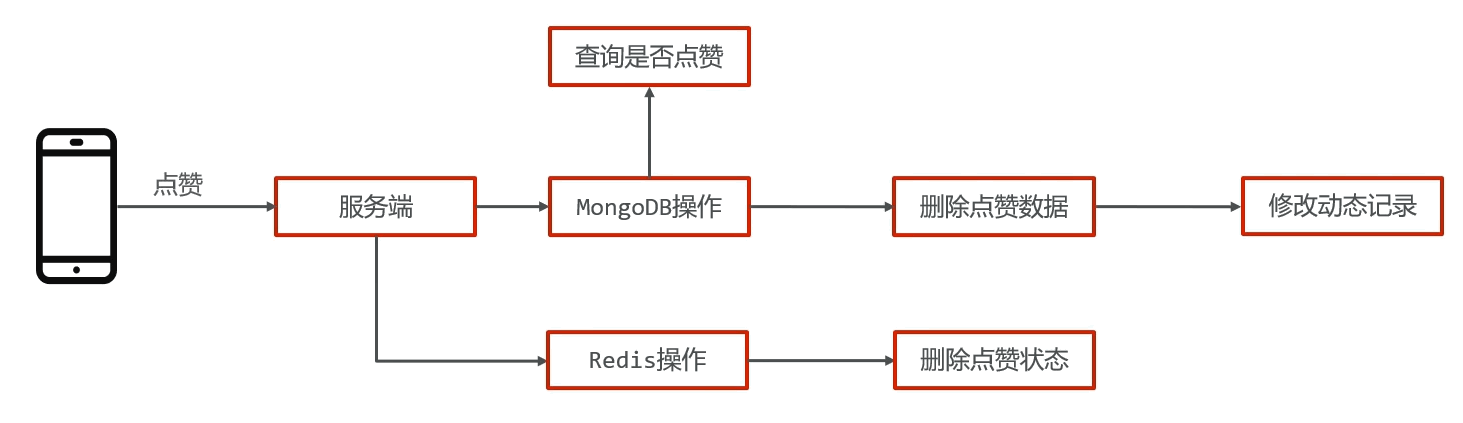 查询是否点赞
点赞
服务端
MongoDB操作
删除点赞数据
修改动态记录
Redis操作
删除点赞状态